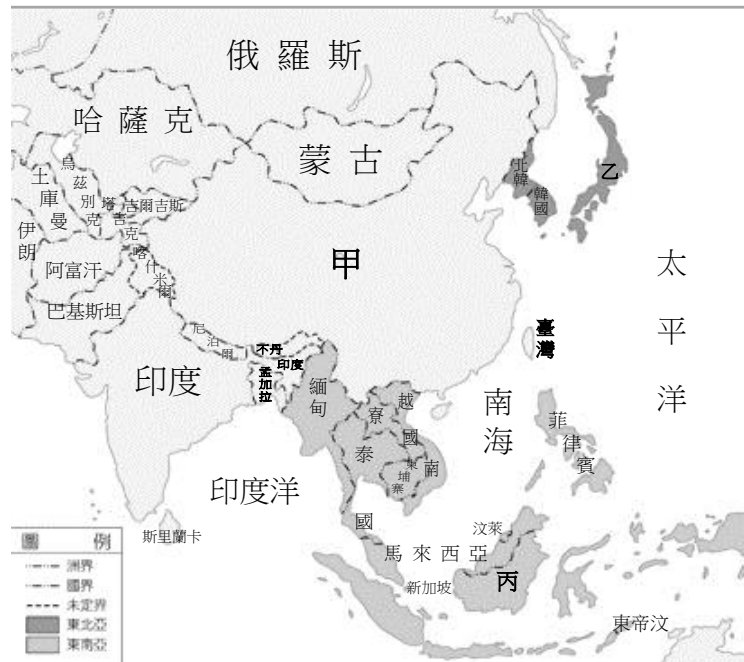 俄羅斯
哈薩克
蒙古
烏茲別克
土庫曼
塔吉克
吉爾吉斯
伊朗
阿富汗
喀什米爾
巴基斯坦
北韓
韓國
乙
甲
太平洋
臺灣
尼泊爾
不丹
印度
孟加拉
印度
緬甸
寮國
越南
泰國
柬埔寨
南海
菲律賓
印度洋
斯里蘭卡
汶萊
馬來西亞
新加坡
丙
東帝汶
圖例
洲界
國界
未定界
東北亞
東南亞